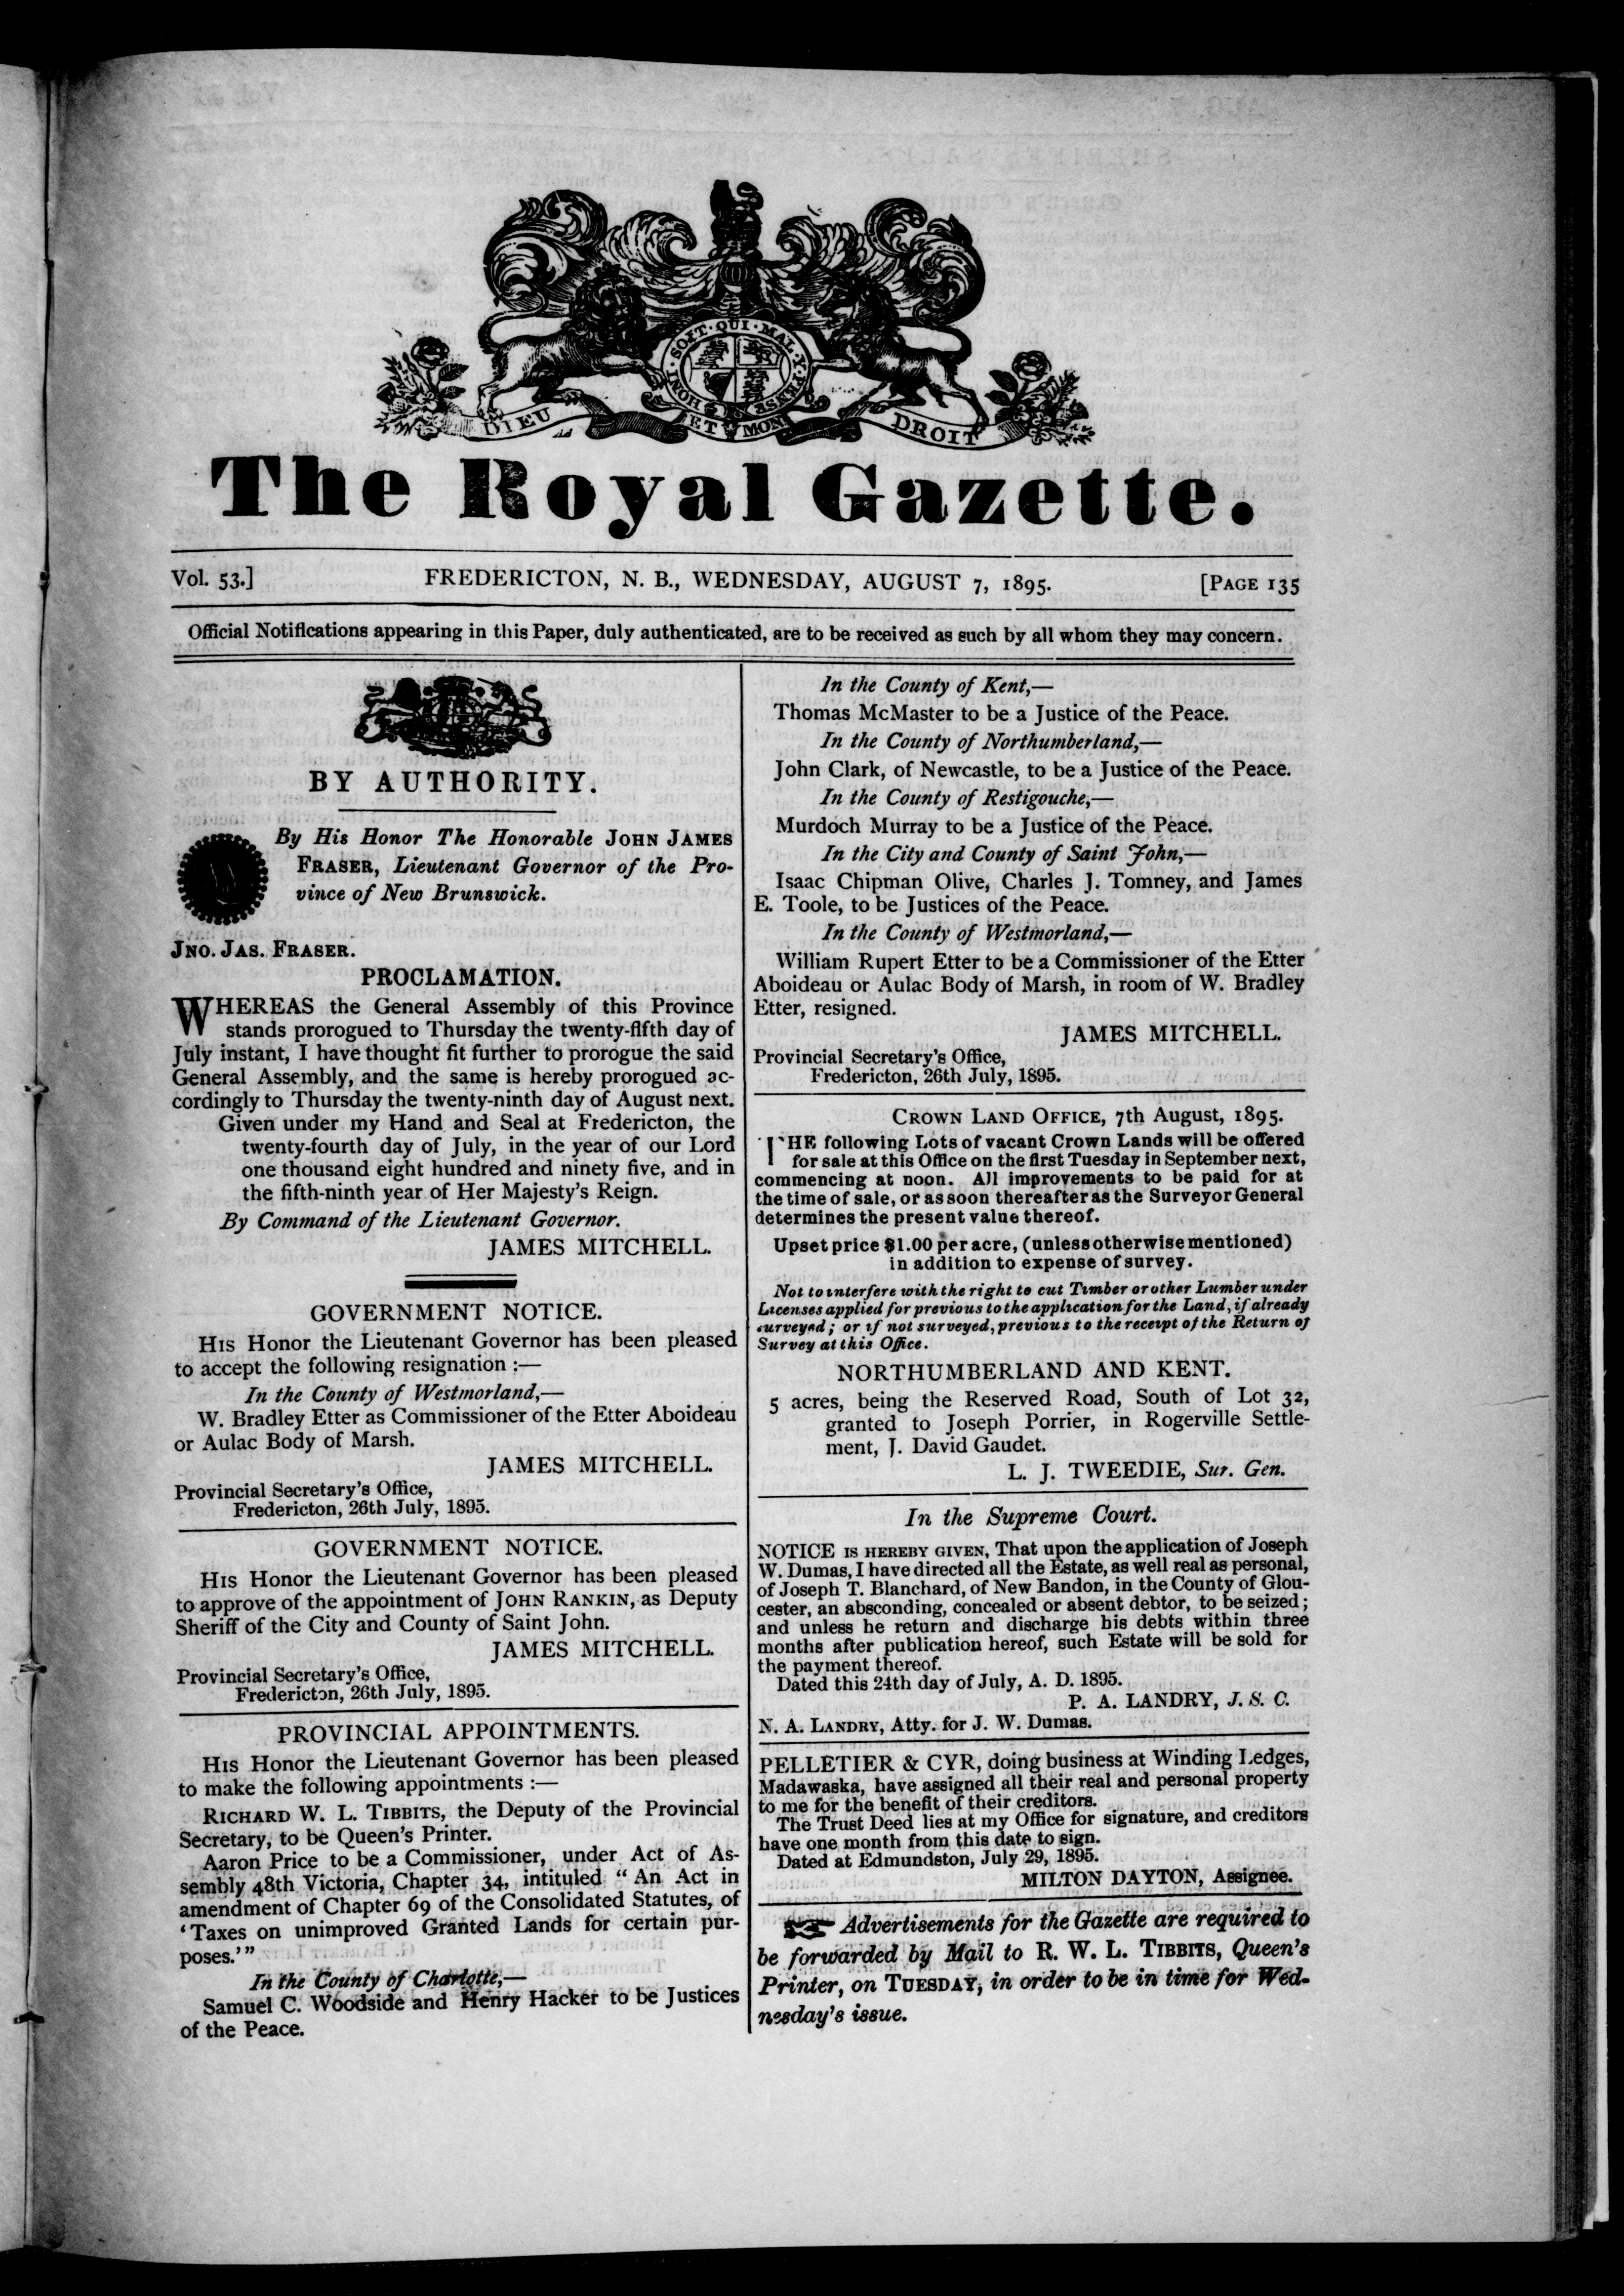 SOIT · QUI · MAL · Y · PENSE
HONI
DIEU ET MON DROIT
The Royal Gazette.
Vol. 53.] FREDERICTON, N. B., WEDNESDAY, AUGUST 7, 1895. [PAGE 135
Official Notifications appearing in this Paper, duly authenticated, are to be received as such by all whom they may concern.
BY AUTHORITY.
By His Honor The Honorable JOHN JAMES
FRASER, Lieutenant Governor of the Pro-
vince of New Brunswick.
JNO. JAS. FRASER.
PROCLAMATION.
WHEREAS the General Assembly of this Province
stands prorogued to Thursday the twenty-fifth day of
July instant, I have thought fit further to prorogue the said
General Assembly, and the same is hereby prorogued ac-
cordingly to Thursday the twenty-ninth day of August next.
Given under my Hand and Seal at Fredericton, the
twenty-fourth day of July, in the year of our Lord
one thousand eight hundred and ninety five, and in
the fifth-ninth year of Her Majesty's Reign.
By Command of the Lieutenant Governor.
JAMES MITCHELL.
GOVERNMENT NOTICE.
HIS Honor the Lieutenant Governor has been pleased
to accept the following resignation :—
In the County of Westmorland,—
W. Bradley Etter as Commissioner of the Etter Aboideau
or Aulac Body of Marsh.
JAMES MITCHELL.
Provincial Secretary's Office,
Fredericton, 26th July, 1895.
GOVERNMENT NOTICE.
HIS Honor the Lieutenant Governor has been pleased
to approve of the appointment of JOHN RANKIN, as Deputy
Sheriff of the City and County of Saint John.
JAMES MITCHELL.
Provincial Secretary's Office,
Fredericton, 26th July, 1895.
PROVINCIAL APPOINTMENTS.
HIS Honor the Lieutenant Governor has been pleased
to make the following appointments :—
RICHARD W. L. TIBBITS, the Deputy of the Provincial
Secretary, to be Queen's Printer.
Aaron Price to be a Commissioner, under Act of As-
sembly 48th Victoria, Chapter 34, intituled "An Act in
amendment of Chapter 69 of the Consolidated Statutes, of
'Taxes on unimproved Granted Lands for certain pur-
poses.'"
In the County of Charlotte,—
Samuel C. Woodside and Henry Hacker to be Justices
of the Peace.
In the County of Kent,—
Thomas McMaster to be a Justice of the Peace.
In the County of Northumberland,—
John Clark, of Newcastle, to be a Justice of the Peace.
In the County of Restigouche,—
Murdoch Murray to be a Justice of the Peace.
In the City and County of Saint John,—
Isaac Chipman Olive, Charles J. Tomney, and James
E. Toole, to be Justices of the Peace.
In the County of Westmorland,—
William Rupert Etter to be a Commissioner of the Etter
Aboideau or Aulac Body of Marsh, in room of W. Bradley
Etter, resigned.
JAMES MITCHELL.
Provincial Secretary's Office,
Fredericton, 26th July, 1895.
CROWN LAND OFFICE, 7th August, 1895.
THE following Lots of vacant Crown Lands will be offered
for sale at this Office on the first Tuesday in September next,
commencing at noon. All improvements to be paid for at
the time of sale, or as soon thereafter as the Surveyor General
determines the present value thereof.
Upset price $1.00 per acre, (unless otherwise mentioned)
in addition to expense of survey.
Not to interfere with the right to cut Timber or other Lumber under
Licenses applied for previous to the application for the Land, if already
surveyed; or if not surveyed, previous to the receipt of the Return of
Survey at this Office.
NORTHUMBERLAND AND KENT.
5 acres, being the Reserved Road, South of Lot 32,
granted to Joseph Porrier, in Rogerville Settle-
ment, J. David Gaudet.
L. J. TWEEDIE, Sur. Gen.
In the Supreme Court.
NOTICE IS HEREBY GIVEN, That upon the application of Joseph
W. Dumas, I have directed all the Estate, as well real as personal,
of Joseph T. Blanchard, of New Bandon, in the County of Glou-
cester, an absconding, concealed or absent debtor, to be seized;
and unless he return and discharge his debts within three
months after publication hereof, such Estate will be sold for
the payment thereof.
Dated this 24th day of July, A. D. 1895.
P. A. LANDRY, J. S. C.
N. A. LANDRY, Atty. for J. W. Dumas.
PELLETIER & CYR, doing business at Winding Ledges,
Madawaska, have assigned all their real and personal property
to me for the benefit of their creditors.
The Trust Deed lies at my Office for signature, and creditors
have one month from this date to sign.
Dated at Edmundston, July 29, 1895.
MILTON DAYTON, Assignee.
☞ Advertisements for the Gazette are required to
be forwarded by Mail to R. W. L. TIBBITS, Queen's
Printer, on TUESDAY, in order to be in time for Wed-
nesday's issue.